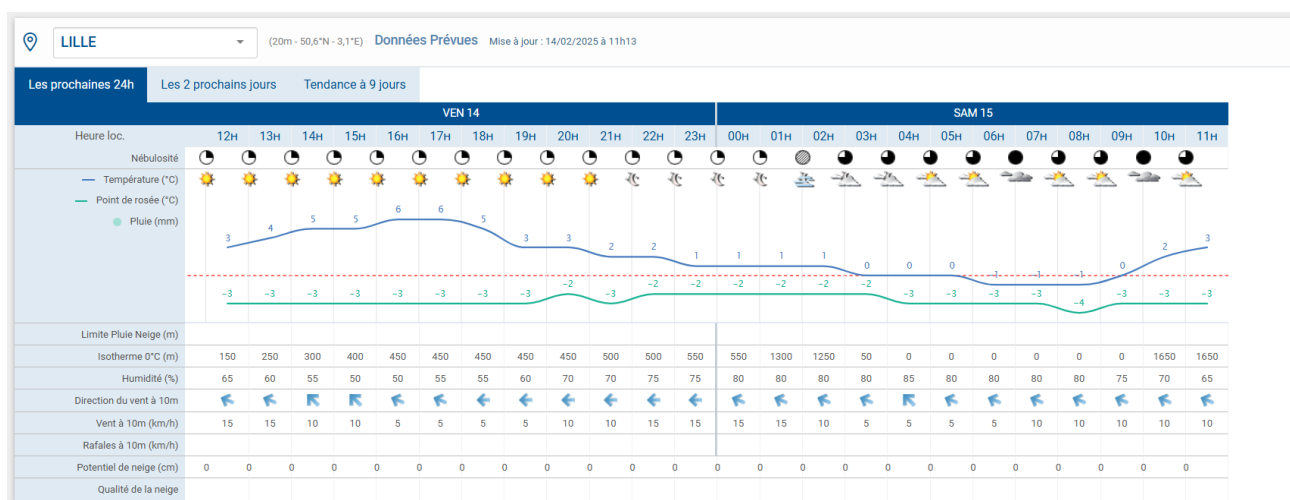 LILLE (20m - 50,6°N - 3,1°E) Données Prévues Mise à jour : 14/02/2025 à 11h13
Les prochaines 24h Les 2 prochains jours Tendance à 9 jours
VEN 14 SAM 15
Heure loc. 12H 13H 14H 15H 16H 17H 18H 19H 20H 21H 22H 23H 00H 01H 02H 03H 04H 05H 06H 07H 08H 09H 10H 11H
Nébulosité
Température (°C)
Point de rosée (°C)
Pluie (mm)
3 4 5 5 6 6 5 3 3 2 2 1 1 1 1 0 0 0 -1 -1 -1 0 2 3
-3 -3 -3 -3 -3 -3 -3 -3 -2 -3 -2 -2 -2 -2 -2 -2 -3 -3 -3 -3 -4 -3 -3 -3
Limite Pluie Neige (m)
Isotherme 0°C (m) 150 250 300 400 450 450 450 450 450 500 500 550 550 1300 1250 50 0 0 0 0 0 0 1650 1650
Humidité (%) 65 60 55 50 50 55 55 60 70 70 75 75 80 80 80 80 85 80 80 80 80 75 70 65
Direction du vent à 10m
Vent à 10m (km/h) 15 15 10 10 5 5 5 5 10 10 15 15 15 15 10 5 5 5 5 10 10 10 10 10
Rafales à 10m (km/h)
Potentiel de neige (cm) 0 0 0 0 0 0 0 0 0 0 0 0 0 0 0 0 0 0 0 0 0 0 0 0
Qualité de la neige